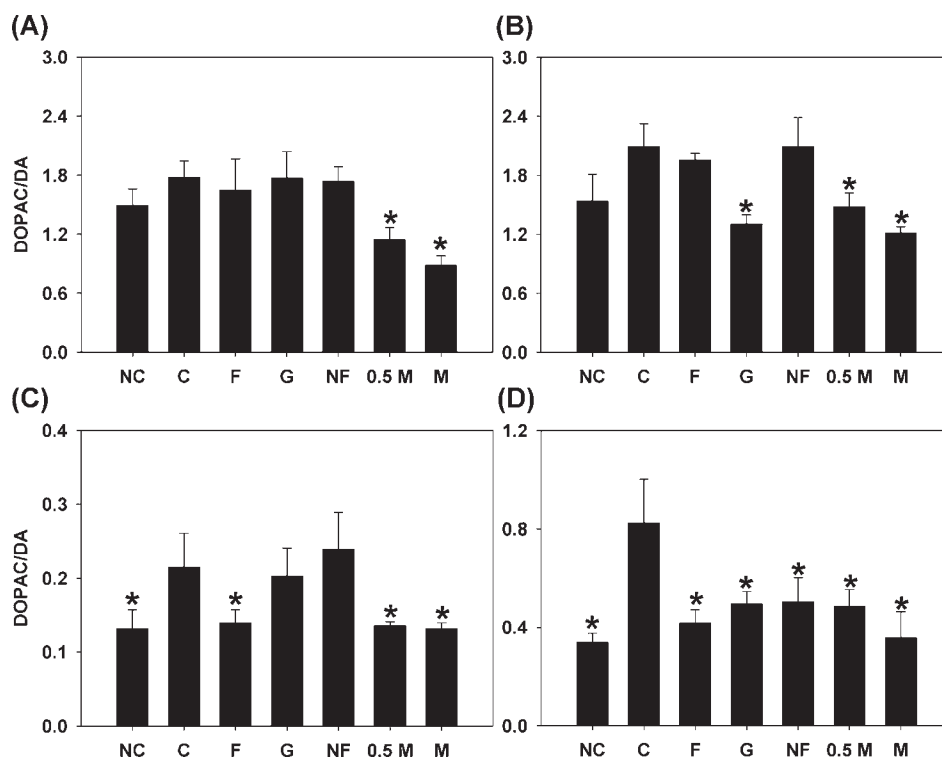 (A)
3.0
2.4
1.8
1.2
0.6
0.0
DOPAC/DA
* *
NC C F G NF 0.5 M M
(B)
3.0
2.4
1.8
1.2
0.6
0.0
* * *
NC C F G NF 0.5 M M
(C)
0.4
0.3
0.2
0.1
0.0
DOPAC/DA
* * * *
NC C F G NF 0.5 M M
(D)
1.2
0.8
0.4
0.0
* * * * * *
NC C F G NF 0.5 M M